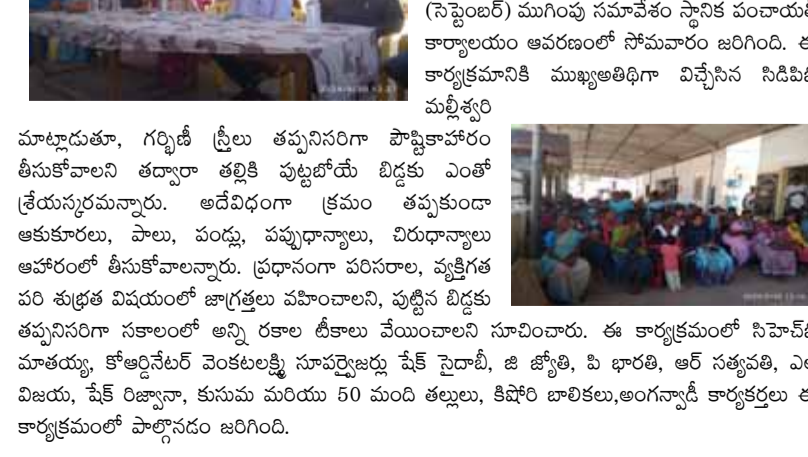 (సెప్టెంబర్) ముగింపు సమావేశం స్థానిక
కార్యాలయం ఆవరణంలో సోమవారం జరిగింది.
కార్యక్రమానికి ముఖ్యఅతిథిగా విచ్చేసిన
మల్లీశ్వరి
మాట్లాడుతూ, గర్భిణీ స్త్రీలు తప్పనిసరిగా పౌష్టికాహారం
తీసుకోవాలని తద్వారా తల్లికి పుట్టబోయే బిడ్డకు ఎంతో
శ్రేయస్కరమన్నారు. అదేవిధంగా క్రమం తప్పకుండా
ఆకుకూరలు, పాలు, పండ్లు, పప్పుధాన్యాలు, చిరుధాన్యాలు
ఆహారంలో తీసుకోవాలన్నారు. ప్రధానంగా పరిసరాల, వ్యక్తిగత
పరి శుభ్రత విషయంలో జాగ్రత్తలు వహించాలని, పుట్టిన బిడ్డకు
తప్పనిసరిగా సకాలంలో అన్ని రకాల టీకాలు వేయించాలని సూచించారు. ఈ కార్యక్రమంలో
మాతయ్య, కోఆర్డినేటర్ వెంకటలక్ష్మి సూపర్వైజర్లు షేక్ సైదాబీ, జి జ్యోతి, పి భారతి, ఆర్ సత్యవతి,
విజయ, షేక్ రిజ్వానా, కుసుమ మరియు 50 మంది తల్లులు, కిషోరి బాలికలు,అంగన్వాడీ కార్యకర్తలు
కార్యక్రమంలో పాల్గొనడం జరిగింది.